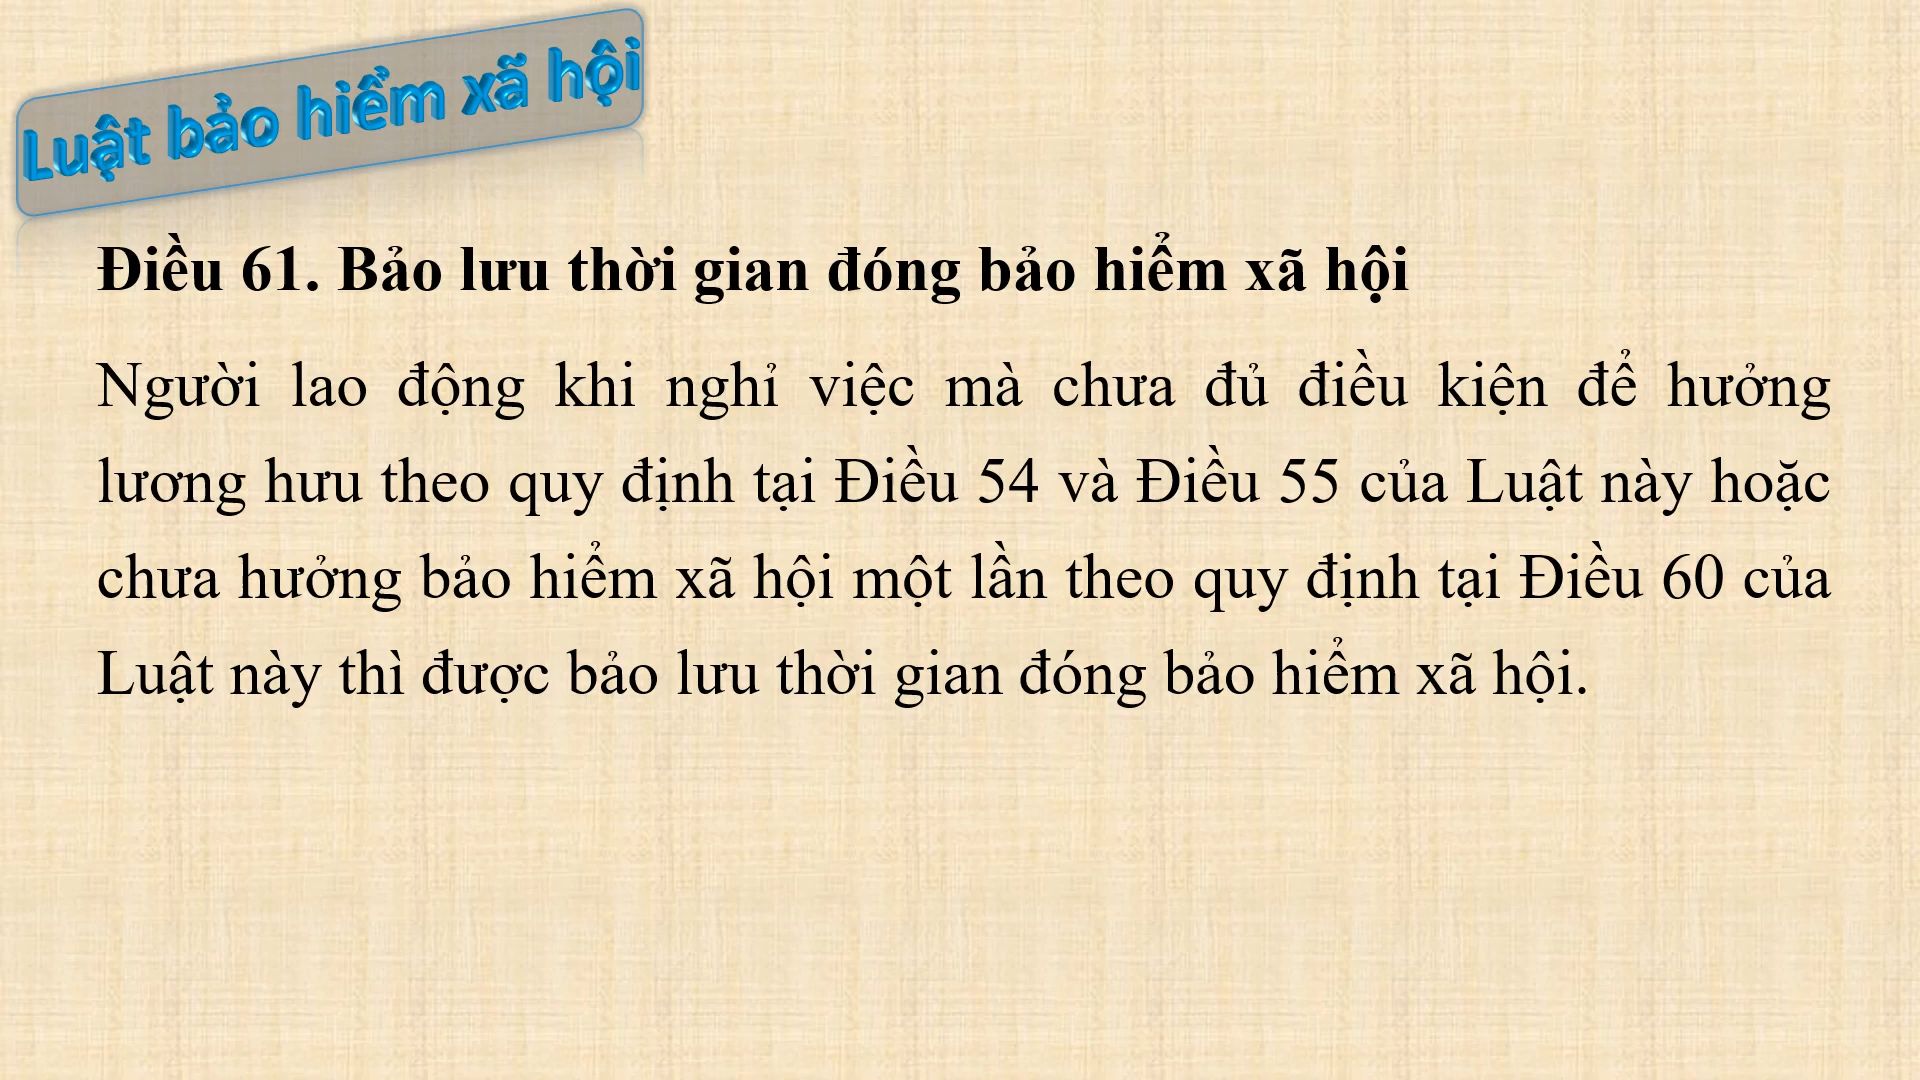 Luật bảo hiểm xã hội
Điều 61. Bảo lưu thời gian đóng bảo hiểm xã hội
Người lao động khi nghỉ việc mà chưa đủ điều kiện để hưởng
lương hưu theo quy định tại Điều 54 và Điều 55 của Luật này hoặc
chưa hưởng bảo hiểm xã hội một lần theo quy định tại Điều 60 của
Luật này thì được bảo lưu thời gian đóng bảo hiểm xã hội.